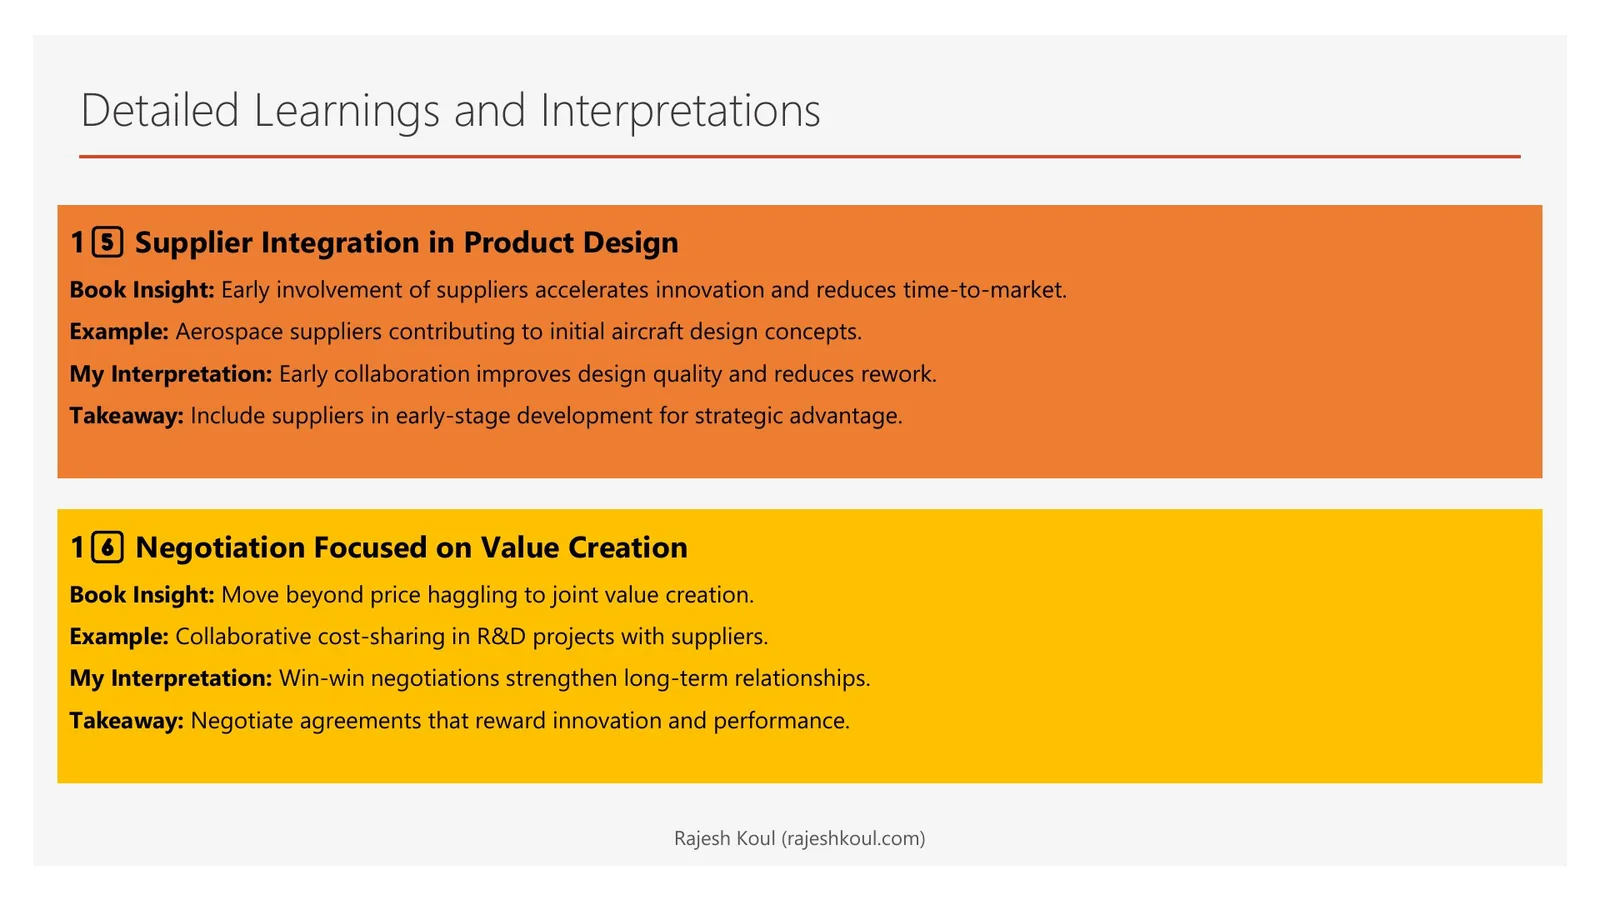 Detailed Learnings and Interpretations
1 5 Supplier Integration in Product Design
Book Insight: Early involvement of suppliers accelerates innovation and reduces time-to-market.
Example: Aerospace suppliers contributing to initial aircraft design concepts.
My Interpretation: Early collaboration improves design quality and reduces rework.
Takeaway: Include suppliers in early-stage development for strategic advantage.
1 6 Negotiation Focused on Value Creation
Book Insight: Move beyond price haggling to joint value creation.
Example: Collaborative cost-sharing in R&D projects with suppliers.
My Interpretation: Win-win negotiations strengthen long-term relationships.
Takeaway: Negotiate agreements that reward innovation and performance.
Rajesh Koul (rajeshkoul.com)